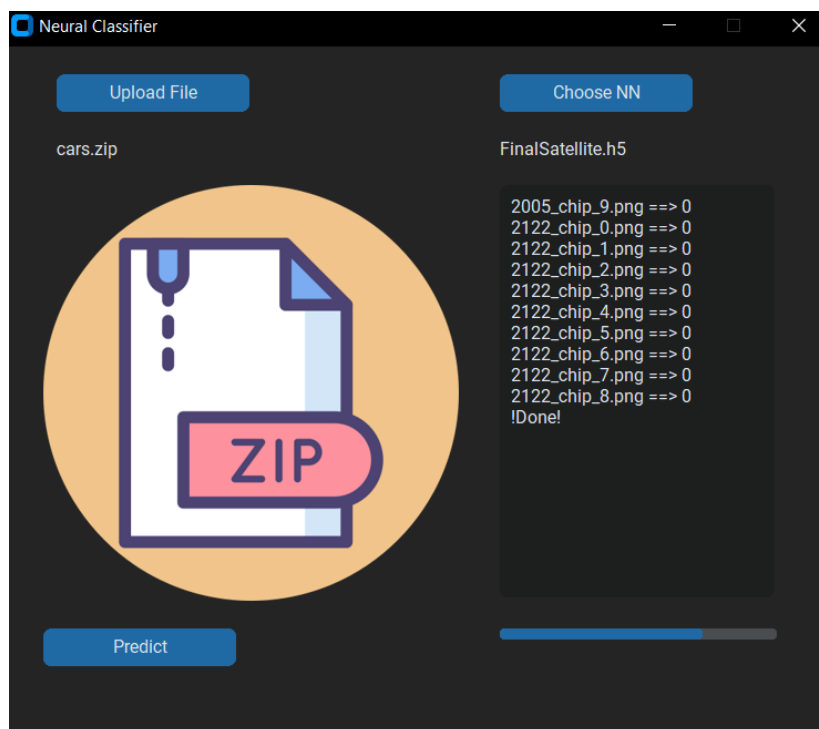 Neural Classifier
Upload File
Choose NN
cars.zip
FinalSatellite.h5
2005_chip_9.png ==> 0
2122_chip_0.png ==> 0
2122_chip_1.png ==> 0
2122_chip_2.png ==> 0
2122_chip_3.png ==> 0
2122_chip_4.png ==> 0
2122_chip_5.png ==> 0
2122_chip_6.png ==> 0
2122_chip_7.png ==> 0
2122_chip_8.png ==> 0
!Done!
ZIP
Predict